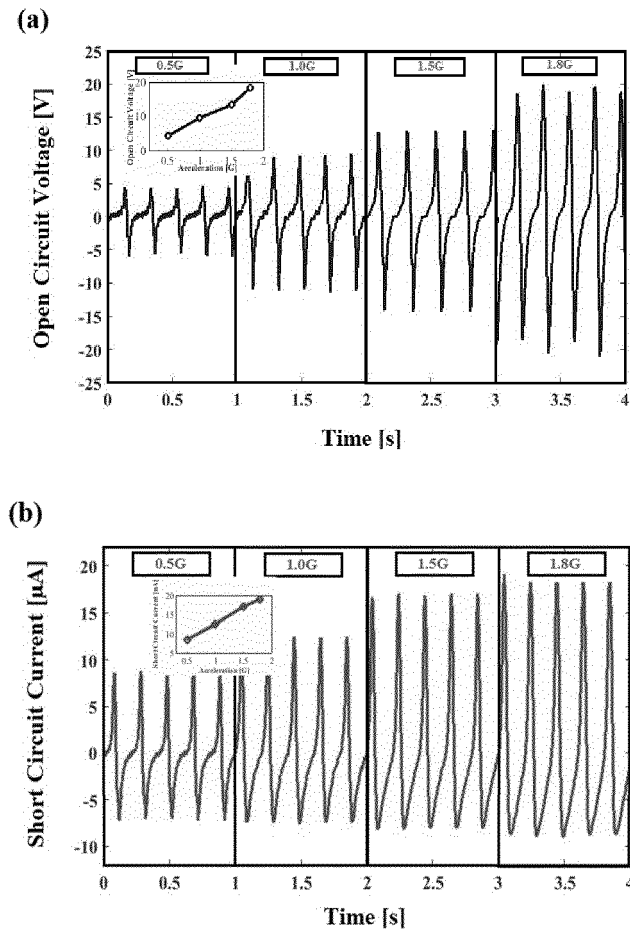 (a)
Open Circuit Voltage [V]
25
20
15
10
5
0
-5
-10
-15
-20
-25
0.5G
1.0G
1.5G
1.8G
Open Circuit Voltage [V]
20
10
0
0.5
1
1.5
2
Acceleration [G]
0
0.5
1
1.5
2
2.5
3
3.5
4
Time [s]
(b)
Short Circuit Current [µA]
20
15
10
5
0
-5
-10
0.5G
1.0G
1.5G
1.8G
Short Circuit Current [mA]
20
15
10
5
0.5
1
1.5
2
Acceleration [G]
0
0.5
1
1.5
2
2.5
3
3.5
4
Time [s]